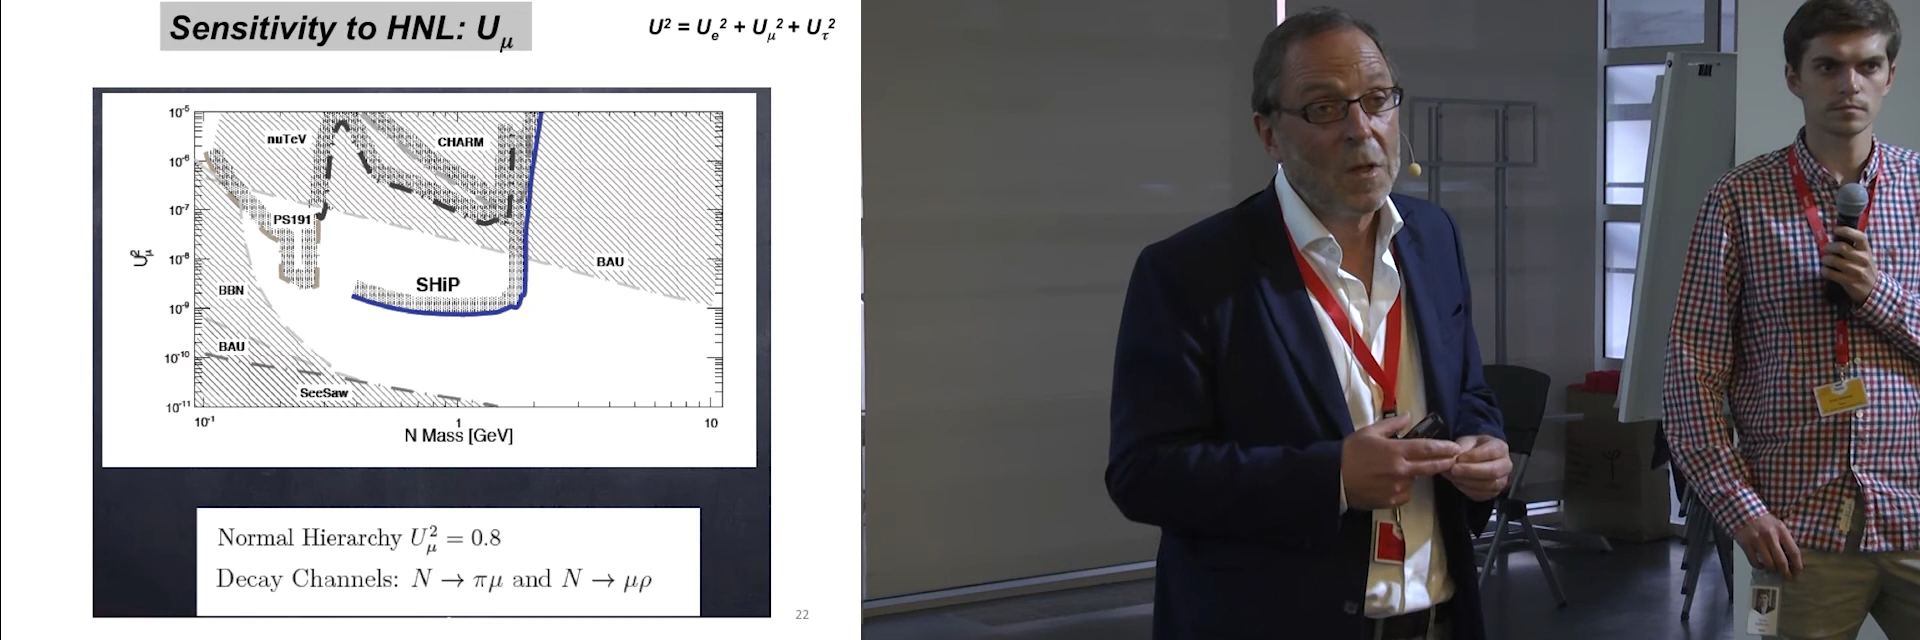 Sensitivity to HNL: Uμ
U² = Ue² + Uμ² + Uτ²
10⁻⁵
nuTeV
CHARM
10⁻⁶
10⁻⁷
PS191
U²μ
10⁻⁸
BAU
SHiP
BBN
10⁻⁹
BAU
10⁻¹⁰
SeeSaw
10⁻¹¹
10⁻¹ 1 10
N Mass [GeV]
Normal Hierarchy U²μ = 0.8
Decay Channels: N → πμ and N → μρ
22